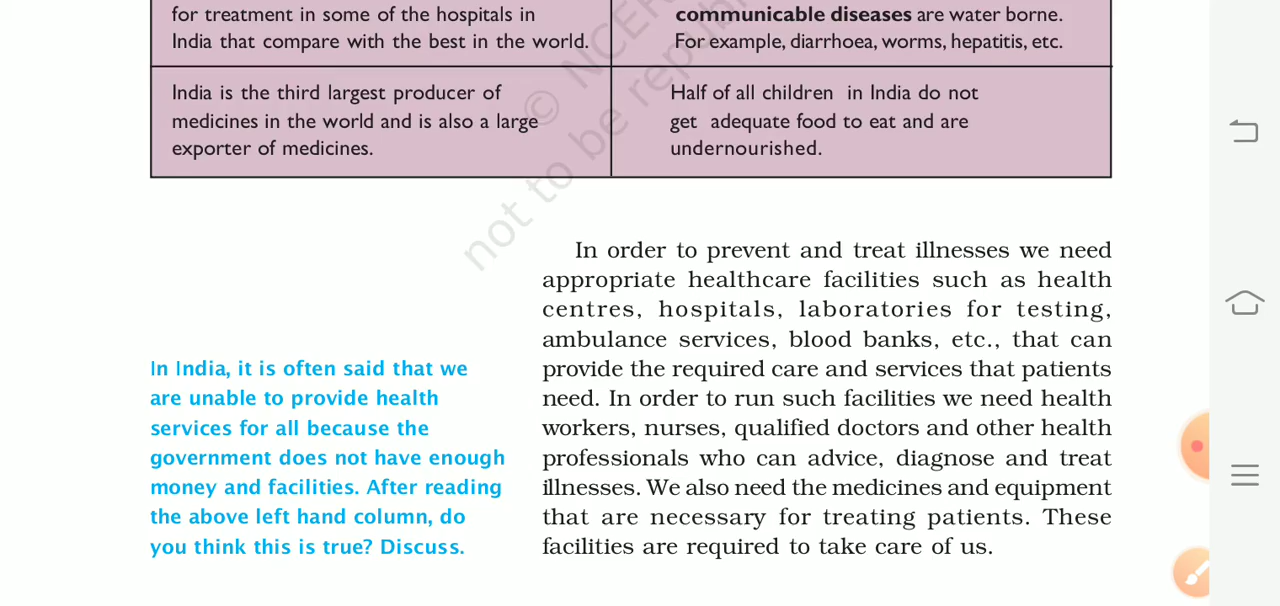 for treatment in some of the hospitals in
India that compare with the best in the world.
communicable diseases are water borne.
For example, diarrhoea, worms, hepatitis, etc.
India is the third largest producer of
medicines in the world and is also a large
exporter of medicines.
Half of all children in India do not
get adequate food to eat and are
undernourished.
© NCER
not to be republ
In India, it is often said that we
are unable to provide health
services for all because the
government does not have enough
money and facilities. After reading
the above left hand column, do
you think this is true? Discuss.
In order to prevent and treat illnesses we need
appropriate healthcare facilities such as health
centres, hospitals, laboratories for testing,
ambulance services, blood banks, etc., that can
provide the required care and services that patients
need. In order to run such facilities we need health
workers, nurses, qualified doctors and other health
professionals who can advice, diagnose and treat
illnesses. We also need the medicines and equipment
that are necessary for treating patients. These
facilities are required to take care of us.